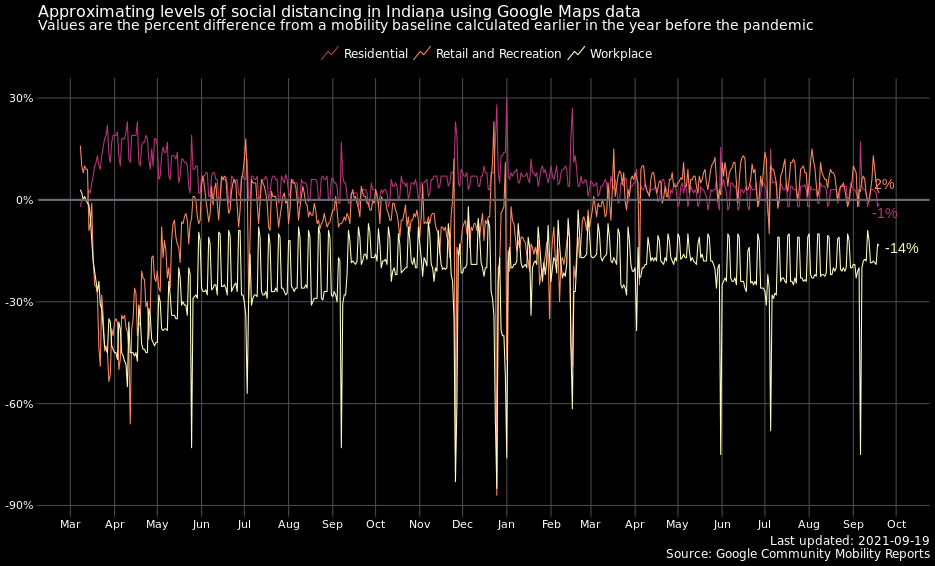 Approximating levels of social distancing in Indiana using Google Maps data
Values are the percent difference from a mobility baseline calculated earlier in the year before the pandemic
Residential Retail and Recreation Workplace
30%
0%
-30%
-60%
-90%
2%
-1%
-14%
Mar Apr May Jun Jul Aug Sep Oct Nov Dec Jan Feb Mar Apr May Jun Jul Aug Sep Oct
Last updated: 2021-09-19
Source: Google Community Mobility Reports